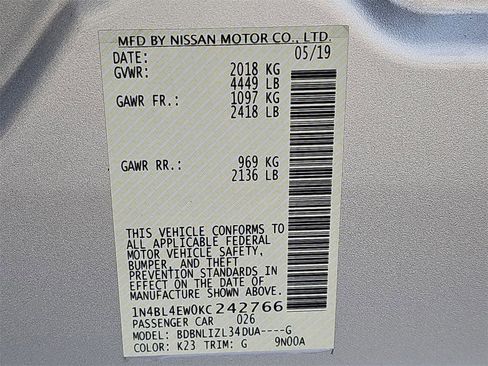 MFD BY NISSAN MOTOR CO., LTD.
DATE: 05/19
GVWR: 2018 KG
4449 LB
GAWR FR.: 1097 KG
2418 LB
GAWR RR.: 969 KG
2136 LB
THIS VEHICLE CONFORMS TO
ALL APPLICABLE FEDERAL
MOTOR VEHICLE SAFETY,
BUMPER, AND THEFT
PREVENTION STANDARDS IN
EFFECT ON THE DATE OF
MANUFACTURE SHOWN ABOVE.
1N4BL4EW0KC242766
PASSENGER CAR 026
MODEL: BDBNLIZL34DUA----G
COLOR: K23 TRIM: G 9N00A